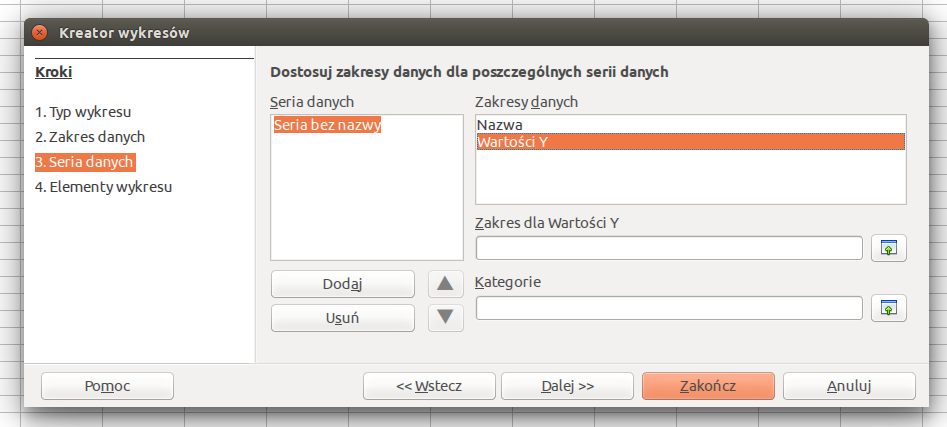 Kreator wykresów
Kroki
1. Typ wykresu
2. Zakres danych
3. Seria danych
4. Elementy wykresu
Dostosuj zakresy danych dla poszczególnych serii danych
Seria danych
Seria bez nazwy
Dodaj
Usuń
Zakresy danych
Nazwa
Wartości Y
Zakres dla Wartości Y
Kategorie
Pomoc
<< Wstecz
Dalej >>
Zakończ
Anuluj